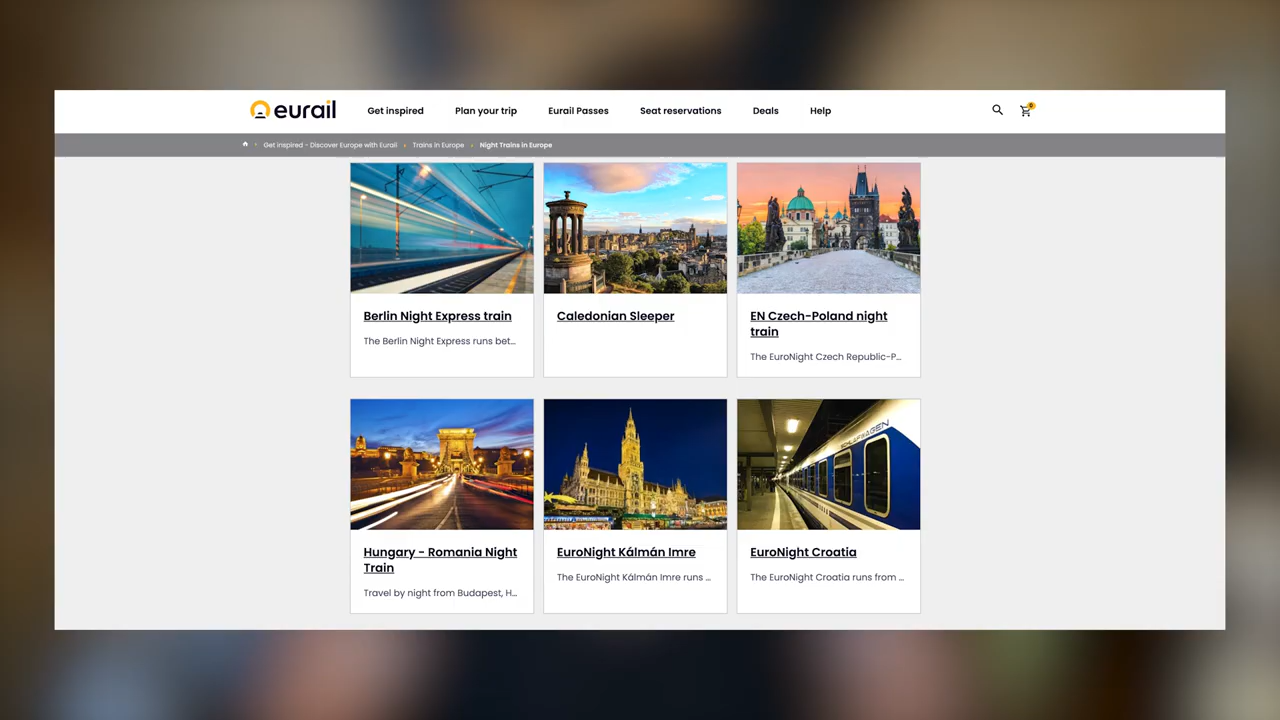 eurail
Get inspired
Plan your trip
Eurail Passes
Seat reservations
Deals
Help
0
Get inspired - Discover Europe with Eurail
Trains in Europe
Night Trains in Europe
Berlin Night Express train
The Berlin Night Express runs bet...
Caledonian Sleeper
EN Czech-Poland night
train
The EuroNight Czech Republic-P...
SCHLAFWAGEN
Hungary - Romania Night
Train
Travel by night from Budapest, H...
EuroNight Kálmán Imre
The EuroNight Kálmán Imre runs ...
EuroNight Croatia
The EuroNight Croatia runs from ...